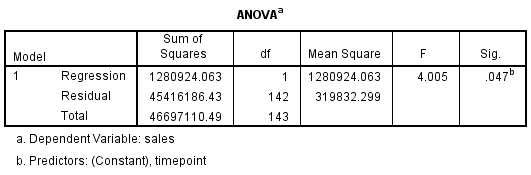 ANOVAa
Model Sum of Squares df Mean Square F Sig.
1 Regression 1280924.063 1 1280924.063 4.005 .047b
Residual 45416186.43 142 319832.299
Total 46697110.49 143
a. Dependent Variable: sales
b. Predictors: (Constant), timepoint